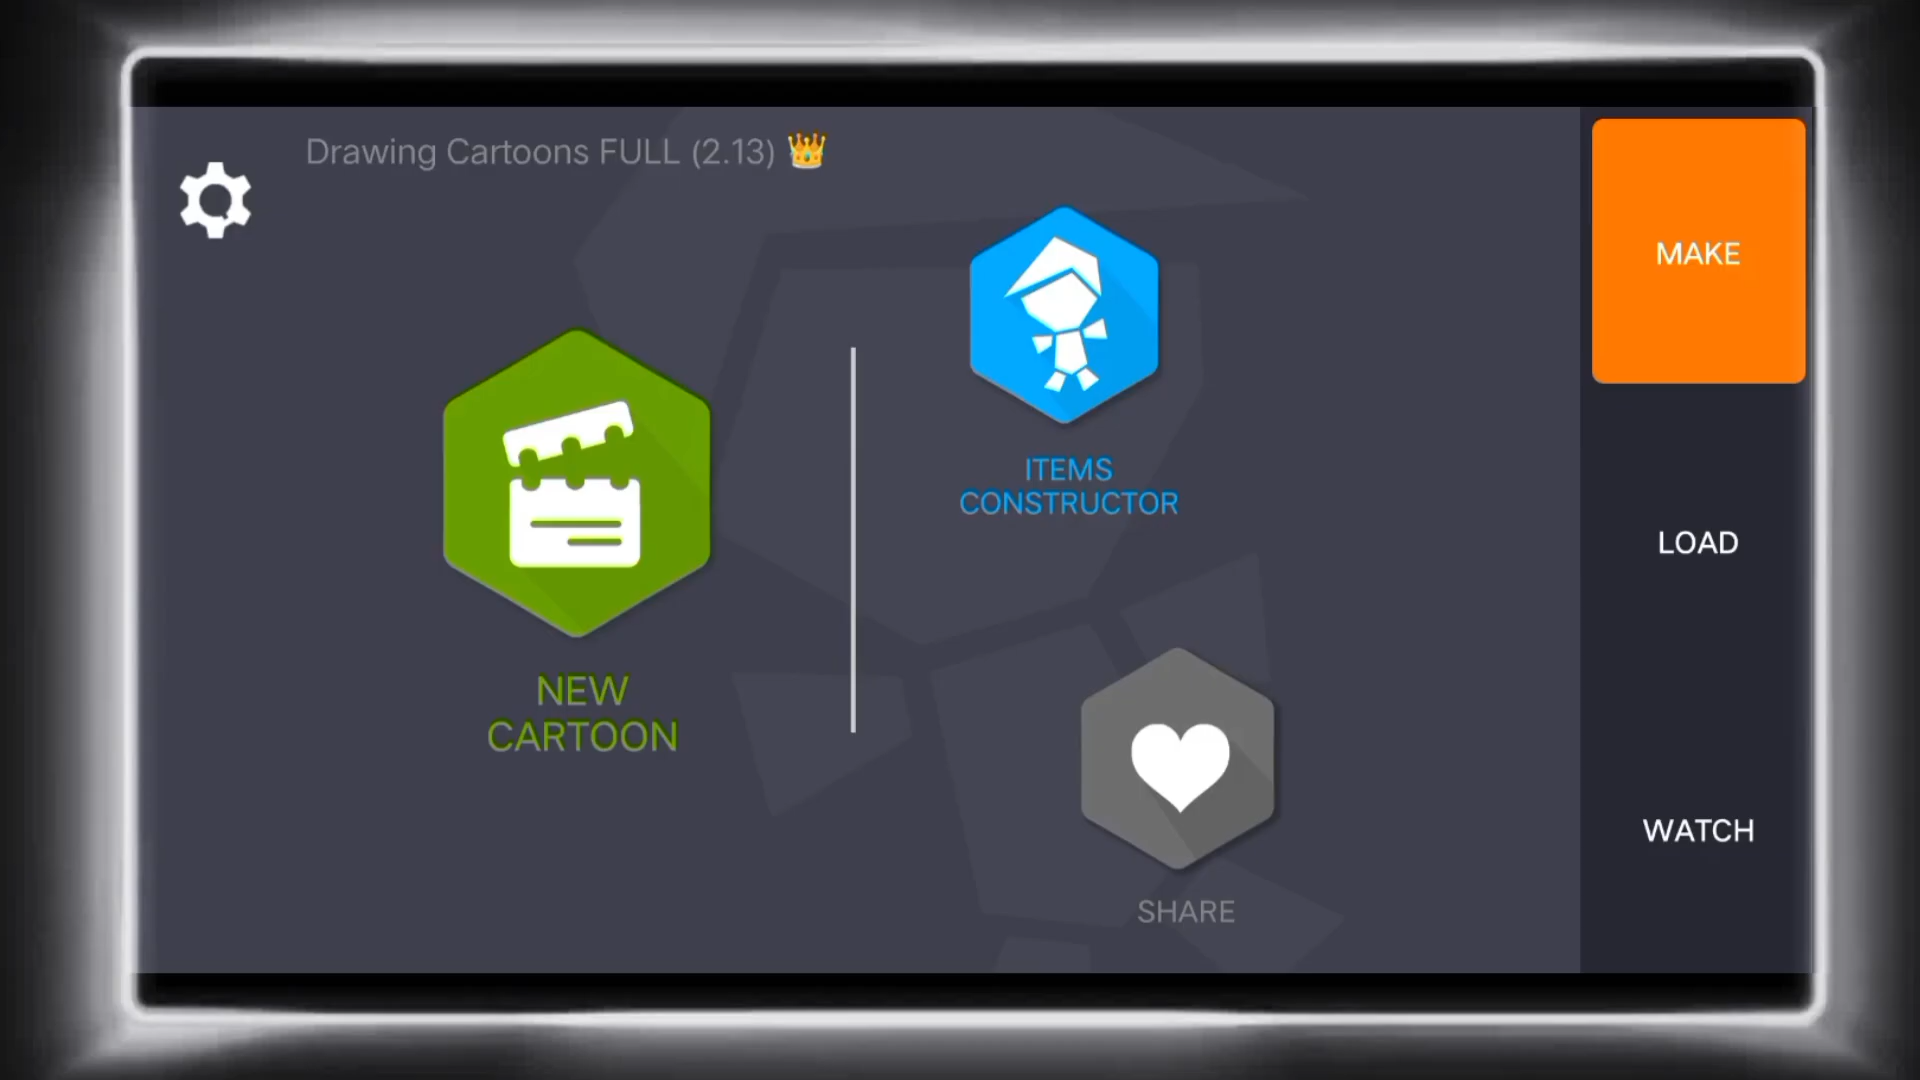 Drawing Cartoons FULL (2.13) 👑
MAKE
ITEMS
CONSTRUCTOR
LOAD
NEW
CARTOON
WATCH
SHARE